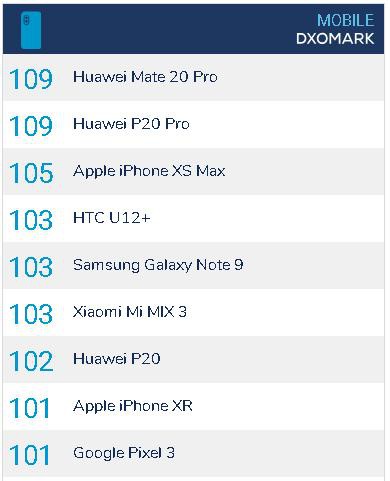 MOBILE
DXOMARK
109 Huawei Mate 20 Pro
109 Huawei P20 Pro
105 Apple iPhone XS Max
103 HTC U12+
103 Samsung Galaxy Note 9
103 Xiaomi Mi MIX 3
102 Huawei P20
101 Apple iPhone XR
101 Google Pixel 3